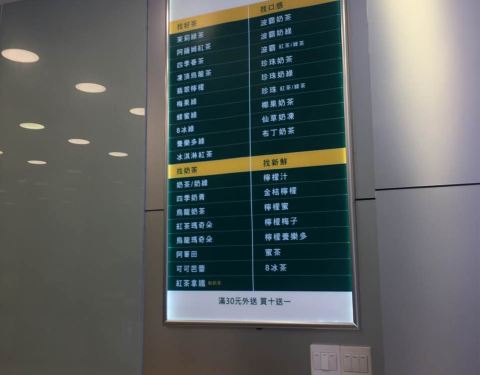 找好茶
茉莉綠茶
阿薩姆紅茶
四季春茶
凍頂烏龍茶
翡翠檸檬
梅果綠
蜂蜜綠
8冰綠
養樂多綠
冰淇淋紅茶
找奶茶
奶茶/奶綠
四季奶青
烏龍奶茶
紅茶瑪奇朵
烏龍瑪奇朵
阿華田
可可芭蕾
紅茶拿鐵
找口感
波霸奶茶
波霸奶綠
波霸 紅茶/綠茶
珍珠奶茶
珍珠奶綠
珍珠 紅茶/綠茶
椰果奶茶
仙草奶凍
布丁奶茶
找新鮮
檸檬汁
金桔檸檬
檸檬蜜
檸檬梅子
檸檬養樂多
蜜茶
8冰茶
滿30元外送 買十送一